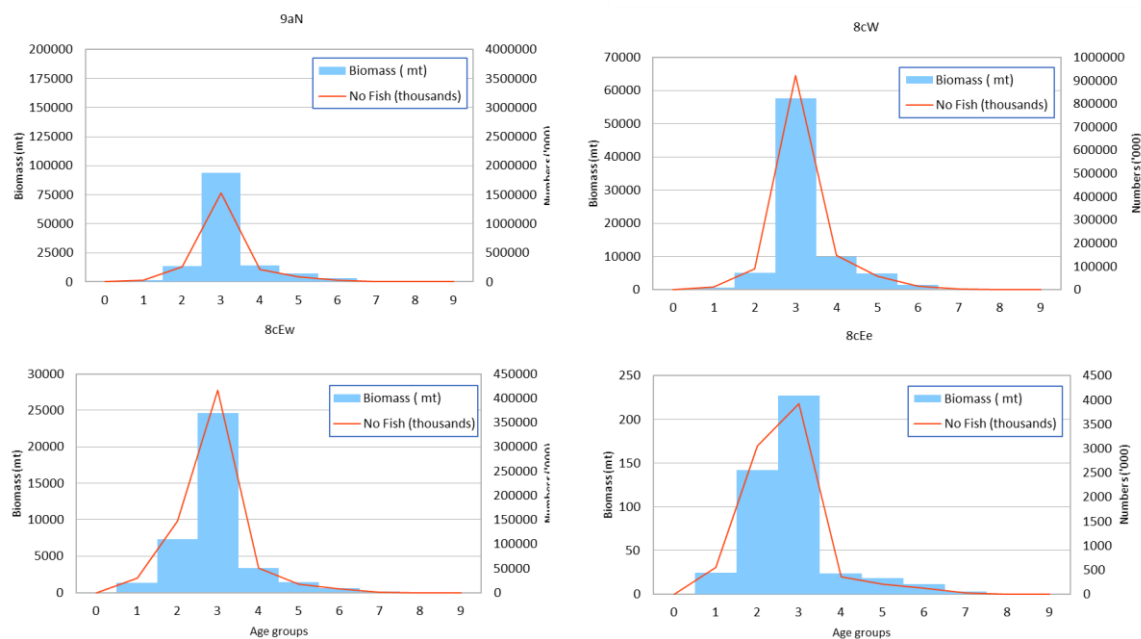 9aN
200000 4000000
175000 3500000
150000 3000000
125000 2500000
100000 2000000
75000 1500000
50000 1000000
25000 500000
0 0
Biomass (mt)
Numbers ('000
Biomass ( mt)
No Fish (thousands)
0 1 2 3 4 5 6 7 8 9
8cW
70000 1000000
60000 900000
50000 800000
40000 700000
30000 600000
20000 500000
10000 400000
0 300000
200000
100000
0
Biomass (mt)
Numbers ('000)
Biomass ( mt)
No Fish (thousands)
0 1 2 3 4 5 6 7 8 9
8cEw
30000 450000
25000 400000
20000 350000
15000 300000
10000 250000
5000 200000
0 150000
100000
50000
0
Biomass (mt)
Numbers ('000)
Biomass ( mt)
No Fish (thousands)
0 1 2 3 4 5 6 7 8 9
Age groups
8cEe
250 4500
200 4000
150 3500
100 3000
50 2500
0 2000
1500
1000
500
0
Biomass (mt)
Numbers ('000)
Biomass ( mt)
No Fish (thousands)
0 1 2 3 4 5 6 7 8 9
Age groups